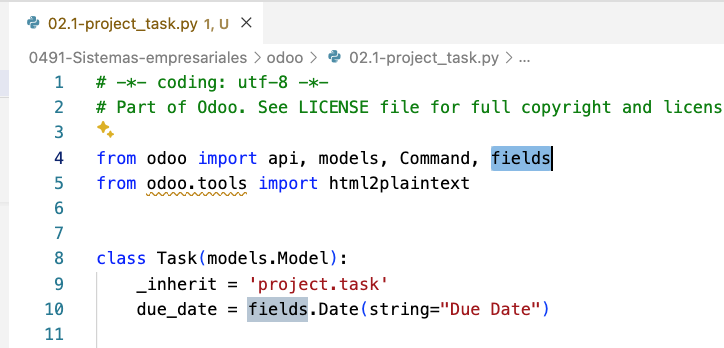 02.1-project_task.py 1, U ×
0491-Sistemas-empresariales > odoo > 02.1-project_task.py > ...
1 # -*- coding: utf-8 -*-
2 # Part of Odoo. See LICENSE file for full copyright and licens
3
4 from odoo import api, models, Command, fields
5 from odoo.tools import html2plaintext
6
7
8 class Task(models.Model):
9 _inherit = 'project.task'
10 due_date = fields.Date(string="Due Date")
11